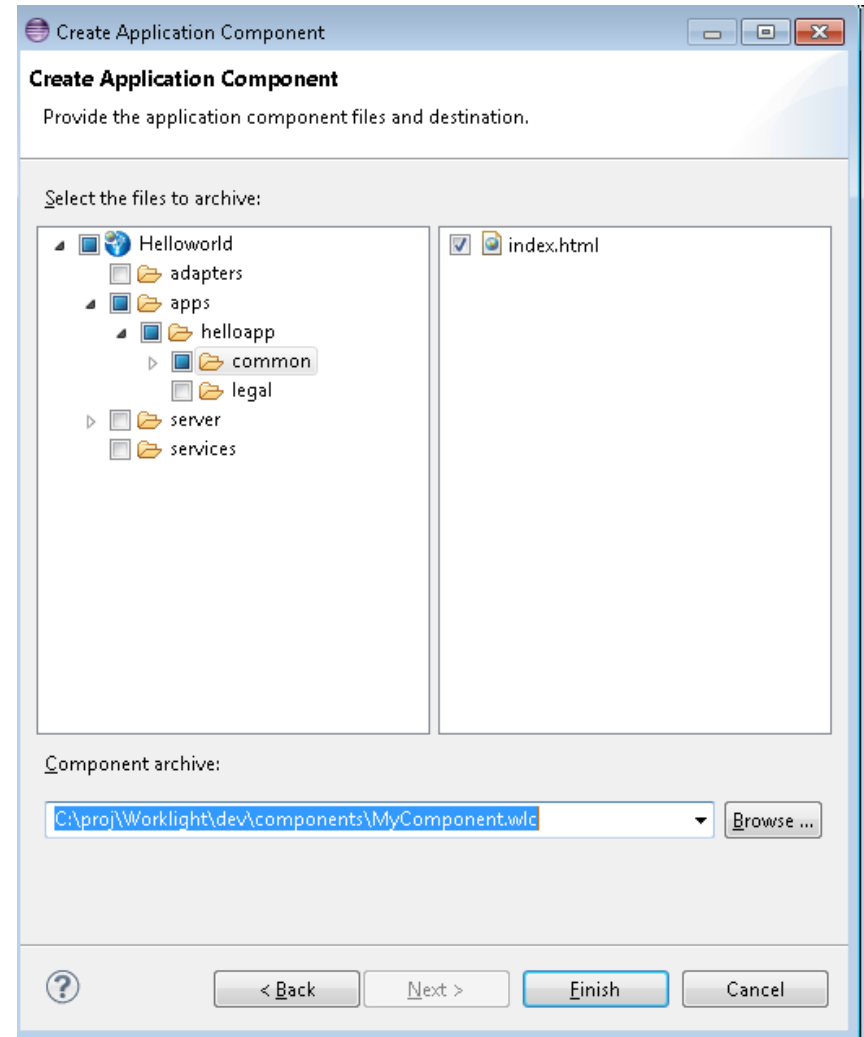 Create Application Component
Create Application Component
Provide the application component files and destination.
Select the files to archive:
Helloworld
adapters
apps
helloapp
common
legal
server
services
index.html
Component archive:
C:\proj\Worklight\dev\components\MyComponent.wlc
Browse ...
?
< Back
Next >
Finish
Cancel